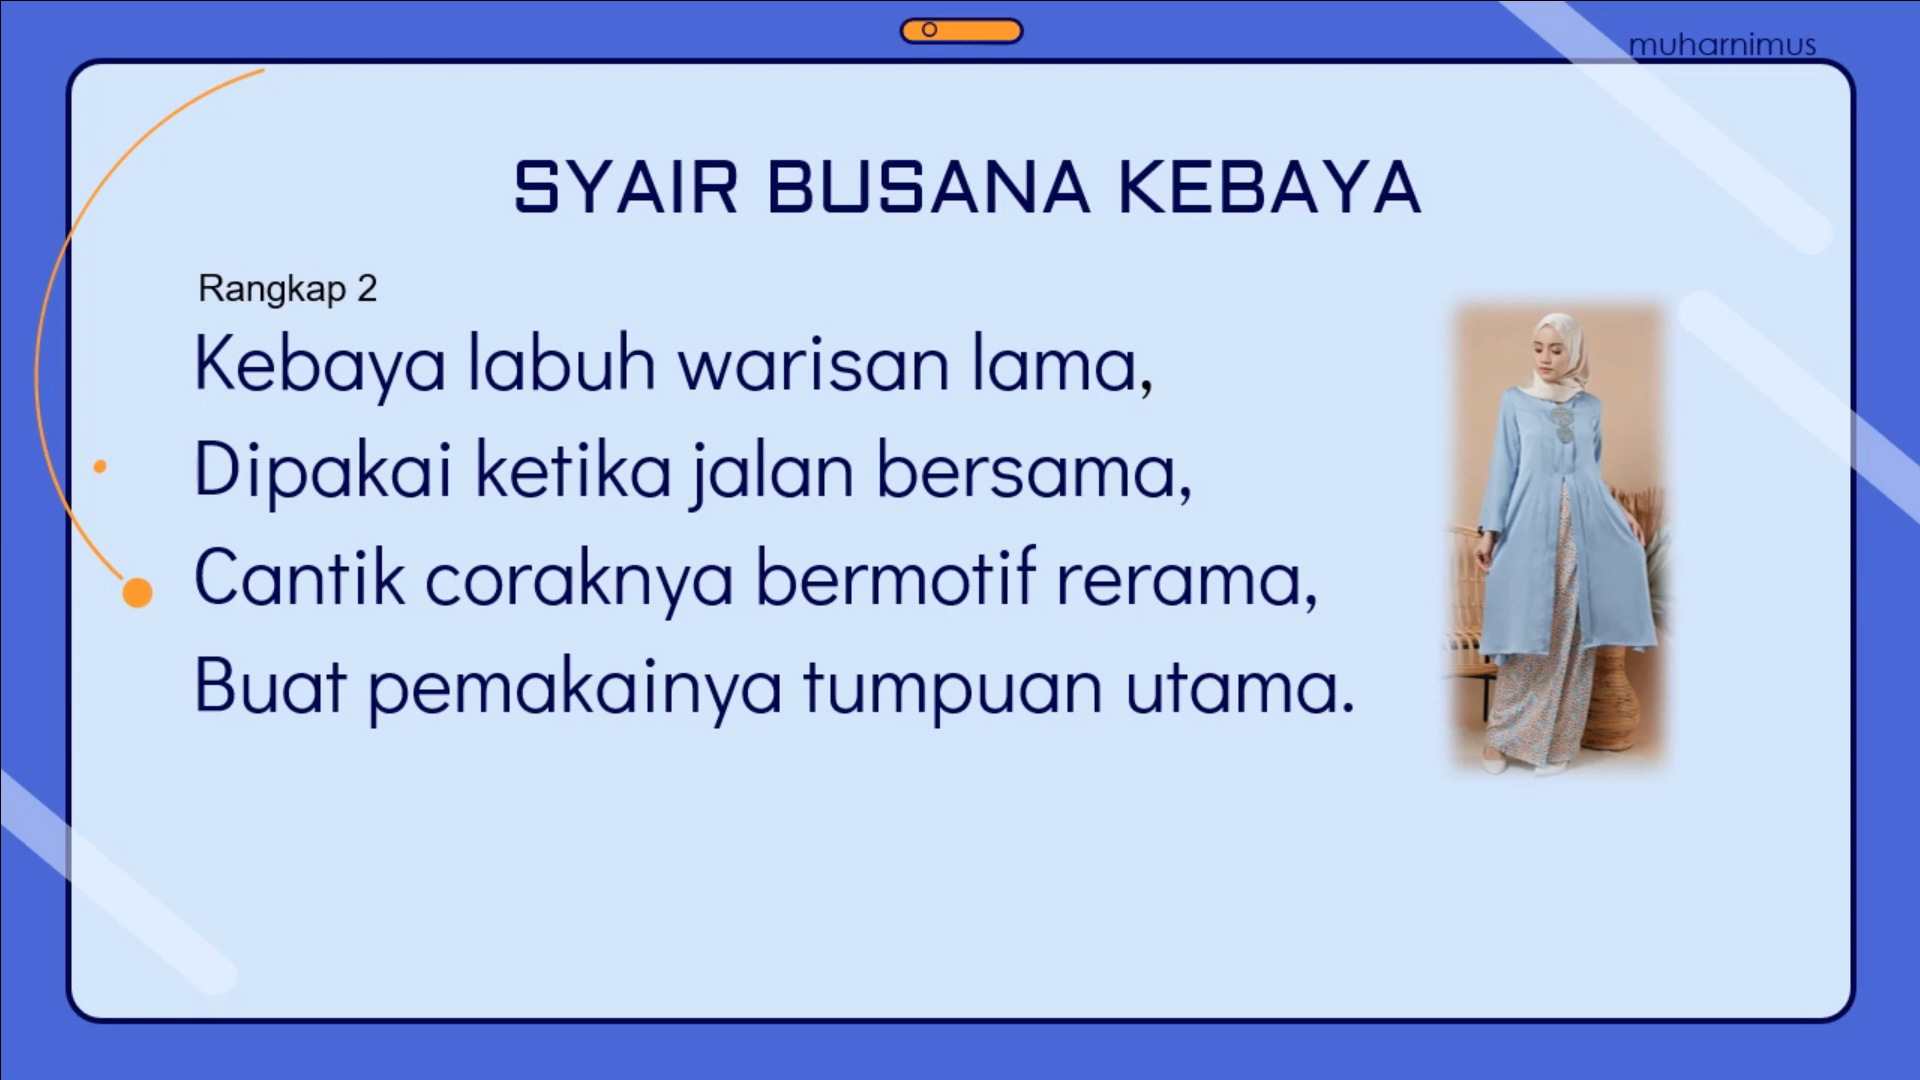 muharnimus
SYAIR BUSANA KEBAYA
Rangkap 2
Kebaya labuh warisan lama,
Dipakai ketika jalan bersama,
Cantik coraknya bermotif rerama,
Buat pemakainya tumpuan utama.